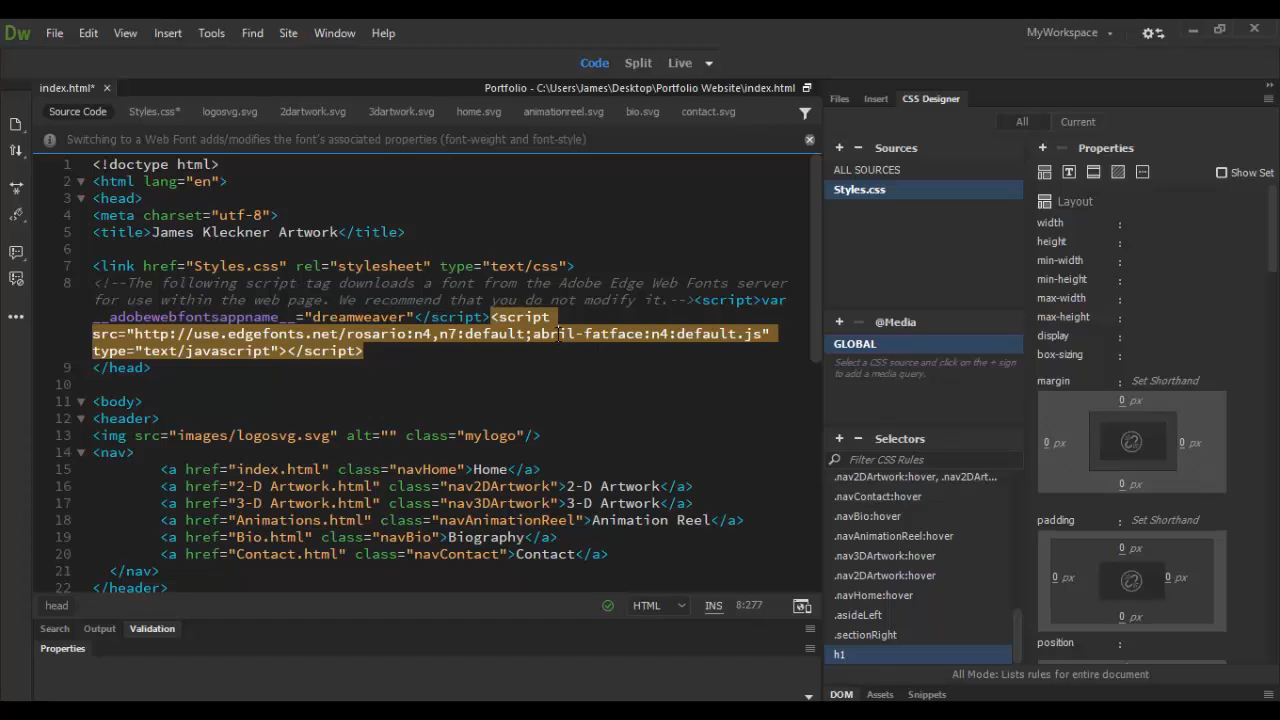 Dw File Edit View Insert Tools Find Site Window Help MyWorkspace
Code Split Live
index.html* × Portfolio - C:\Users\James\Desktop\Portfolio Website\index.html
Source Code Styles.css* logosvg.svg 2dartwork.svg 3dartwork.svg home.svg animationreel.svg bio.svg contact.svg
Switching to a Web Font adds/modifies the font's associated properties (font-weight and font-style)
1 <!doctype html>
2 <html lang="en">
3 <head>
4 <meta charset="utf-8">
5 <title>James Kleckner Artwork</title>
6
7 <link href="Styles.css" rel="stylesheet" type="text/css">
8 <!--The following script tag downloads a font from the Adobe Edge Web Fonts server
for use within the web page. We recommend that you do not modify it.--><script>var
__adobewebfontsappname__="dreamweaver"</script><script
src="http://use.edgefonts.net/rosario:n4,n7:default;abril-fatface:n4:default.js"
type="text/javascript"></script>
9 </head>
10
11 <body>
12 <header>
13 <img src="images/logosvg.svg" alt="" class="mylogo"/>
14 <nav>
15 <a href="index.html" class="navHome">Home</a>
16 <a href="2-D Artwork.html" class="nav2DArtwork">2-D Artwork</a>
17 <a href="3-D Artwork.html" class="nav3DArtwork">3-D Artwork</a>
18 <a href="Animations.html" class="navAnimationReel">Animation Reel</a>
19 <a href="Bio.html" class="navBio">Biography</a>
20 <a href="Contact.html" class="navContact">Contact</a>
21 </nav>
22 </header>
head HTML INS 8:277
Search Output Validation
Properties
Files Insert CSS Designer
All Current
+ − Sources
ALL SOURCES
Styles.css
+ − @Media
GLOBAL
Select a CSS source and click on the + sign
to add a media query.
+ − Selectors
Filter CSS Rules
.nav2DArtwork:hover, .nav2DArt...
.navContact:hover
.navBio:hover
.navAnimationReel:hover
.nav3DArtwork:hover
.nav2DArtwork:hover
.navHome:hover
.asideLeft
.sectionRight
h1
+ − Properties
Show Set
Layout
width :
height :
min-width :
min-height :
max-width :
max-height :
display :
box-sizing :
margin : Set Shorthand
0 px
0 px 0 px
0 px
padding : Set Shorthand
0 px
0 px 0 px
0 px
position :
All Mode: Lists rules for entire document
DOM Assets Snippets